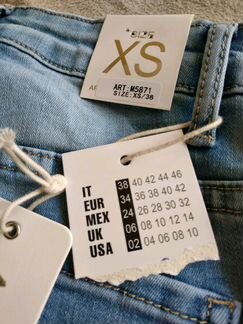 XS
ART:M5871
SIZE:XS/38
IT 38 40 42 44 46
EUR 34 36 38 40 42
MEX 24 26 28 30 32
UK 06 08 10 12 14
USA 02 04 06 08 10